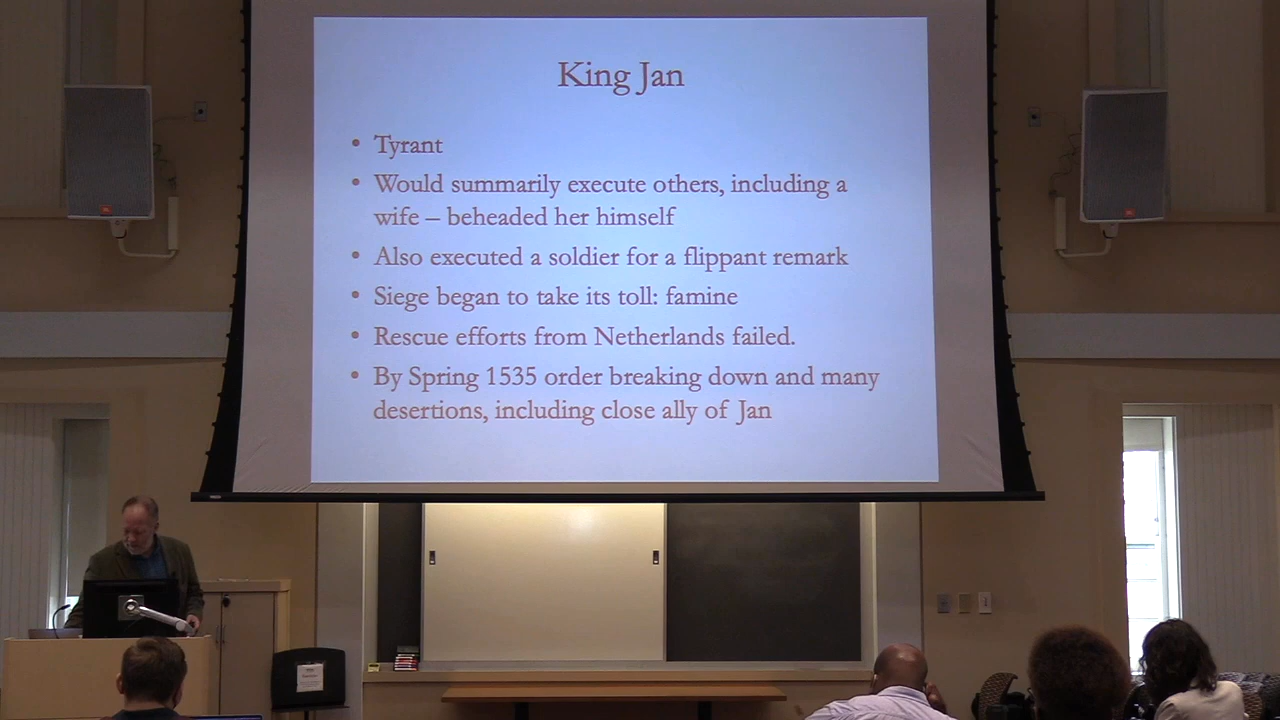 King Jan
• Tyrant
• Would summarily execute others, including a
wife – beheaded her himself
• Also executed a soldier for a flippant remark
• Siege began to take its toll: famine
• Rescue efforts from Netherlands failed.
• By Spring 1535 order breaking down and many
desertions, including close ally of Jan